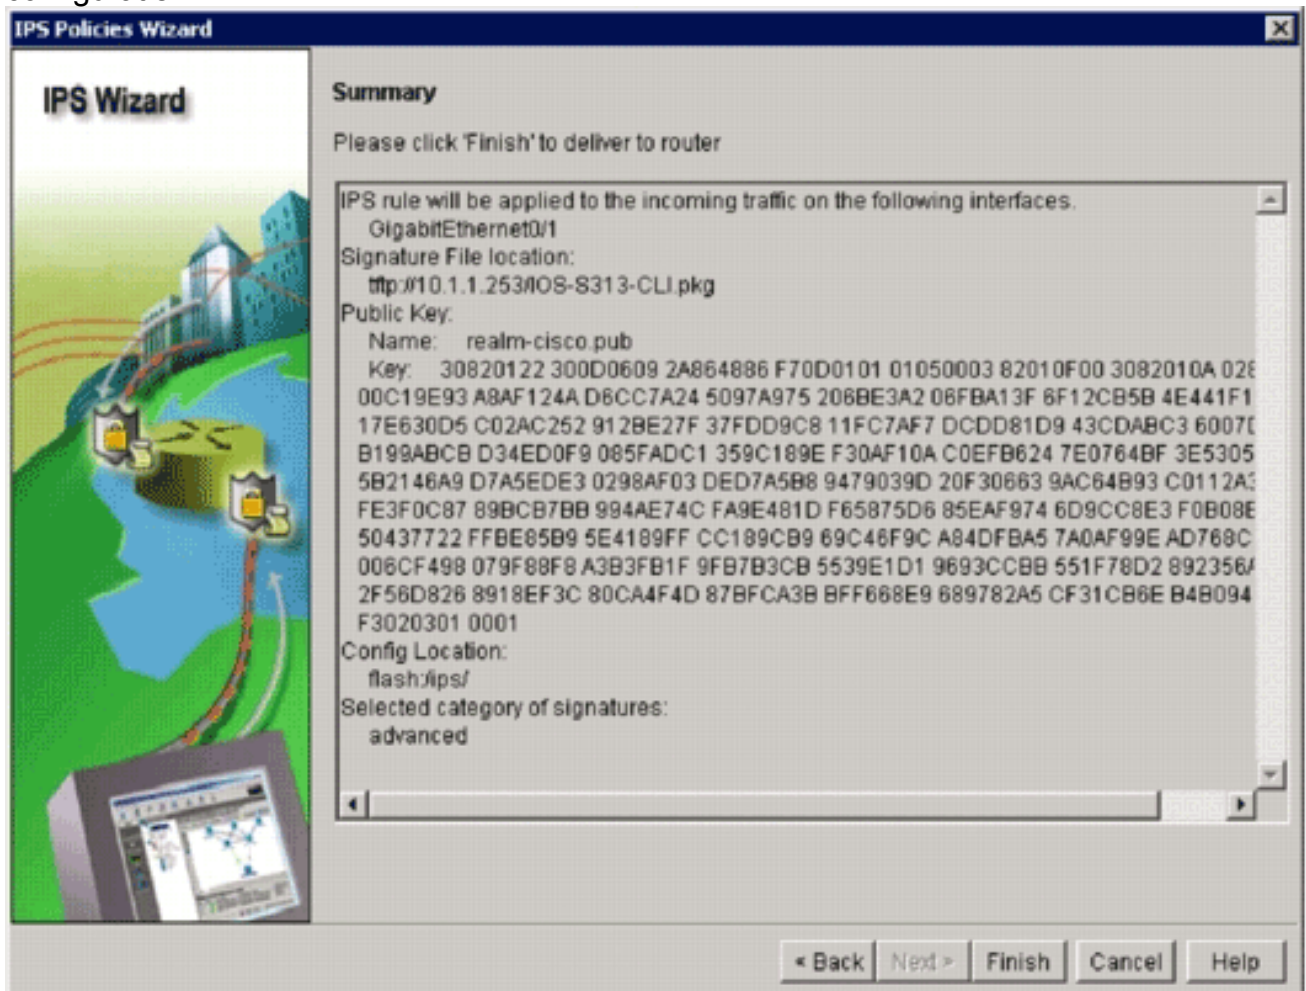 IPS Policies Wizard
IPS Wizard
Summary
Please click 'Finish' to deliver to router
IPS rule will be applied to the incoming traffic on the following interfaces.
GigabitEthernet0/1
Signature File location:
tftp://10.1.1.253/IOS-S313-CLI.pkg
Public Key:
Name: realm-cisco.pub
Key: 30820122 300D0609 2A864886 F70D0101 01050003 82010F00 3082010A 028
00C19E93 A8AF124A D6CC7A24 5097A975 206BE3A2 06FBA13F 6F12CB5B 4E441F1
17E630D5 C02AC252 912BE27F 37FDD9C8 11FC7AF7 DCDD81D9 43CDABC3 6007D
B199ABCB D34ED0F9 085FADC1 359C189E F30AF10A C0EFB624 7E0764BF 3E5305
5B2146A9 D7A5EDE3 0298AF03 DED7A5B8 9479039D 20F30663 9AC64B93 C0112A3
FE3F0C87 89BCB7BB 994AE74C FA9E481D F65875D6 85EAF974 6D9CC8E3 F0B08E
50437722 FFBE85B9 5E4189FF CC189CB9 69C46F9C A84DFBA5 7A0AF99E AD768C
006CF498 079F88F8 A3B3FB1F 9FB7B3CB 5539E1D1 9693CCBB 551F78D2 892356A
2F56D826 8918EF3C 80CA4F4D 87BFCA3B BFF668E9 689782A5 CF31CB6E B4B094
F3020301 0001
Config Location:
flash:/ips/
Selected category of signatures:
advanced
« Back Next » Finish Cancel Help